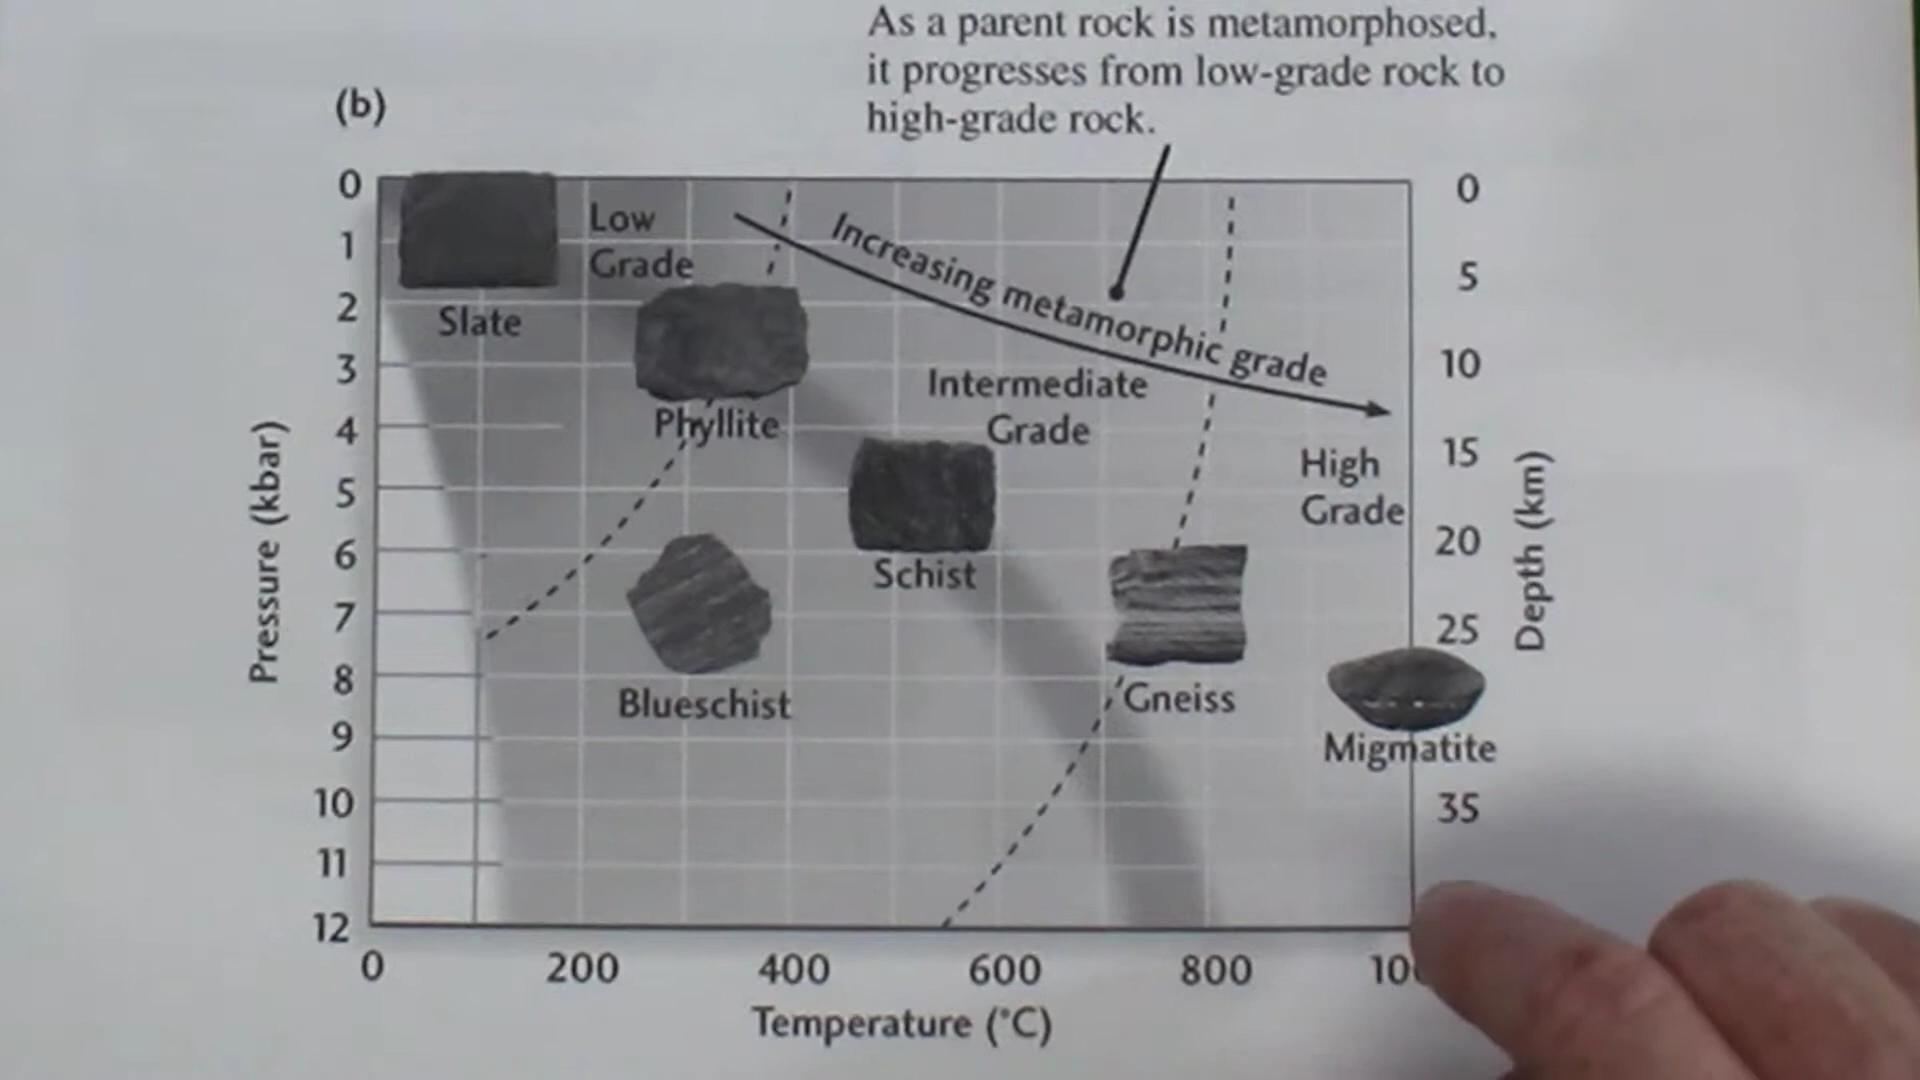 As a parent rock is metamorphosed,
it progresses from low-grade rock to
high-grade rock.
(b)
0
1
2
3
4
5
6
7
8
9
10
11
12
Pressure (kbar)
Low
Grade
Slate
Phyllite
Increasing metamorphic grade
Intermediate
Grade
Schist
Blueschist
High
Grade
Gneiss
Migmatite
0
5
10
15
20
25
35
Depth (km)
0
200
400
600
800
Temperature (°C)